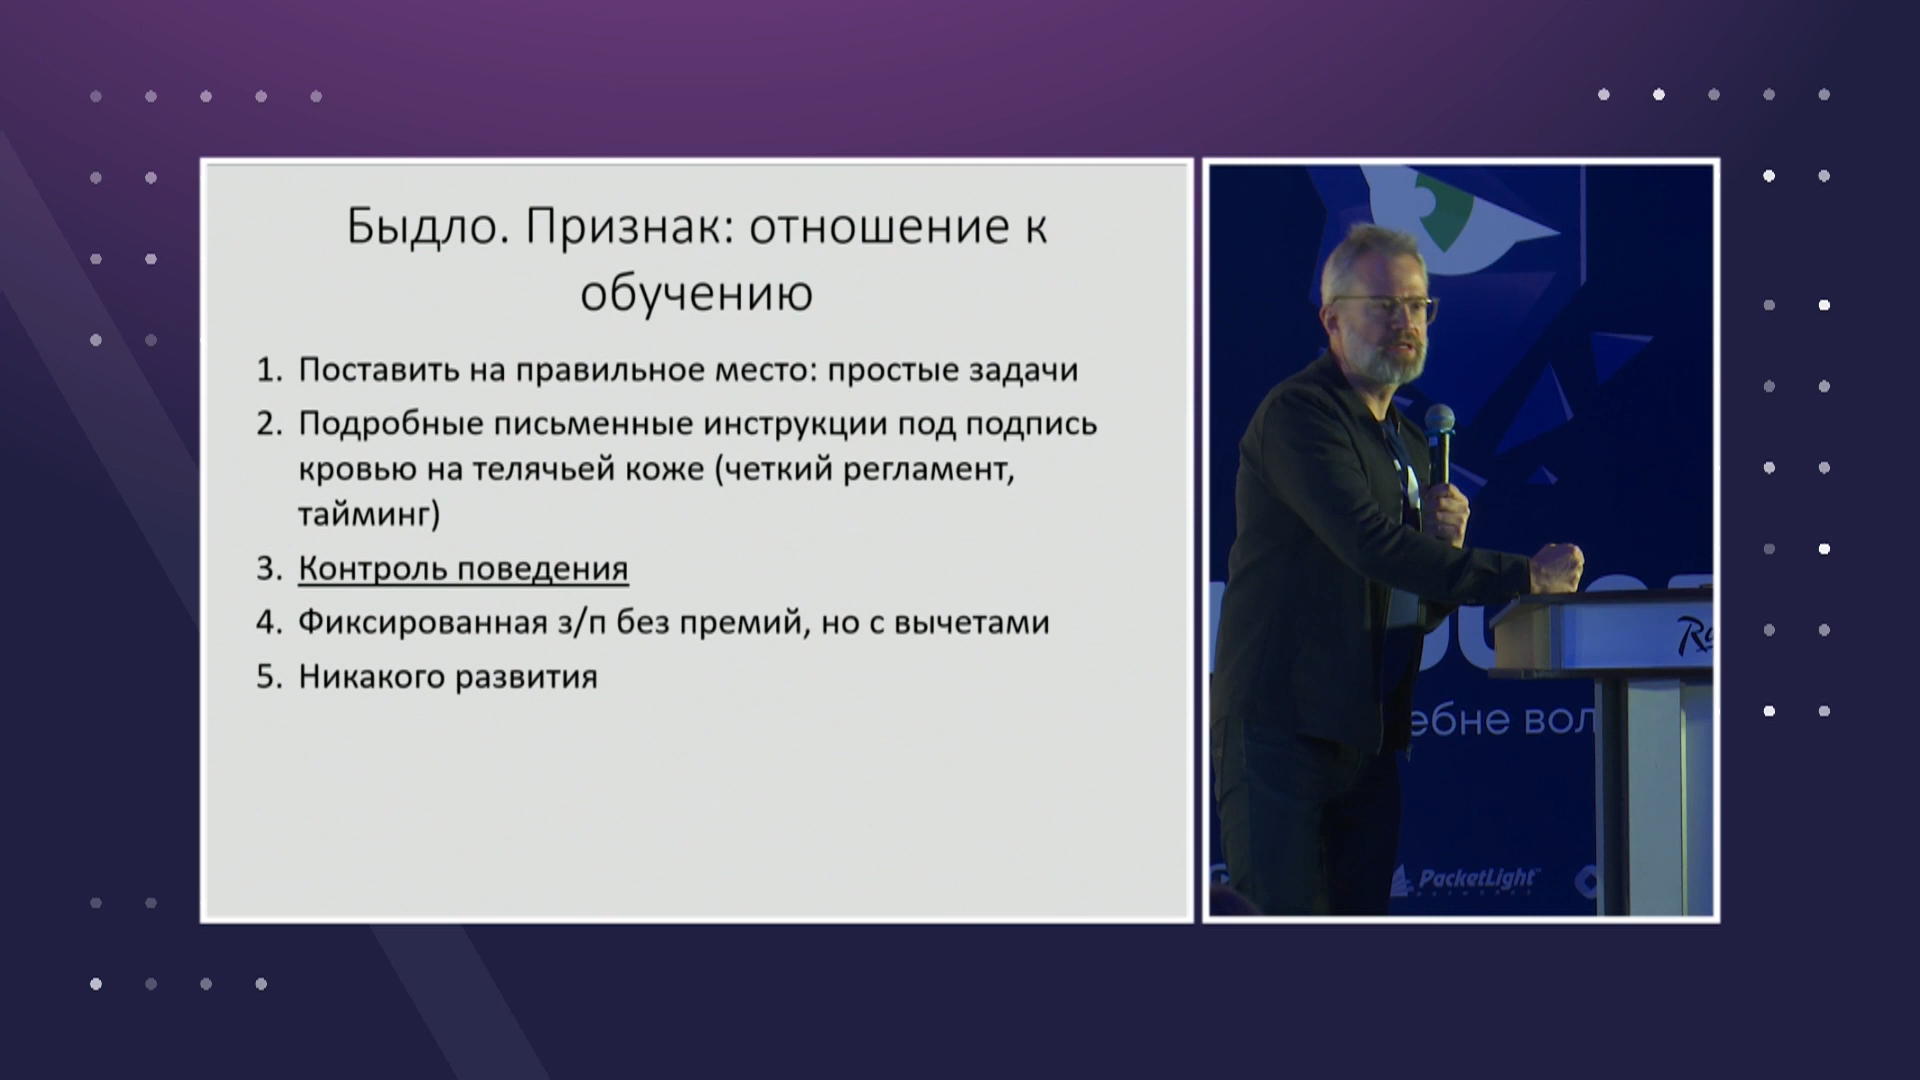 Быдло. Признак: отношение к
обучению
1. Поставить на правильное место: простые задачи
2. Подробные письменные инструкции под подпись
кровью на телячьей коже (четкий регламент,
тайминг)
3. Контроль поведения
4. Фиксированная з/п без премий, но с вычетами
5. Никакого развития
ебне вол
PacketLight